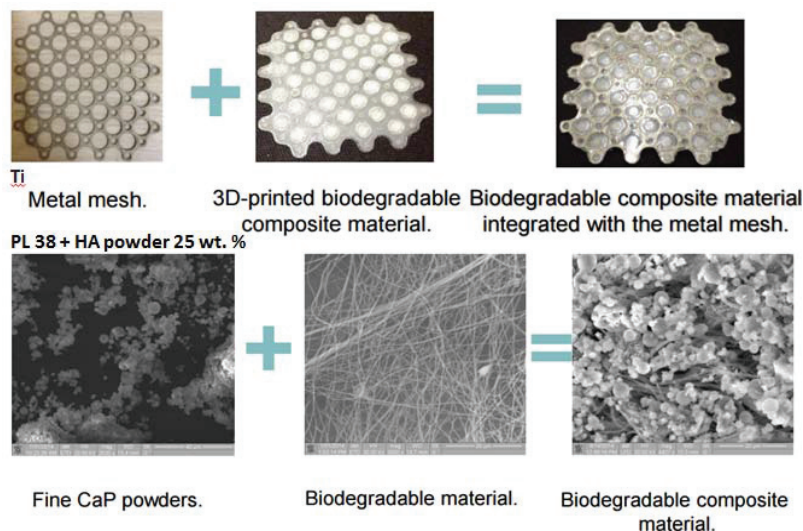 Ti
Metal mesh.
3D-printed biodegradable
composite material.
Biodegradable composite material
integrated with the metal mesh.
PL 38 + HA powder 25 wt. %
Fine CaP powders.
Biodegradable material.
Biodegradable composite
material.